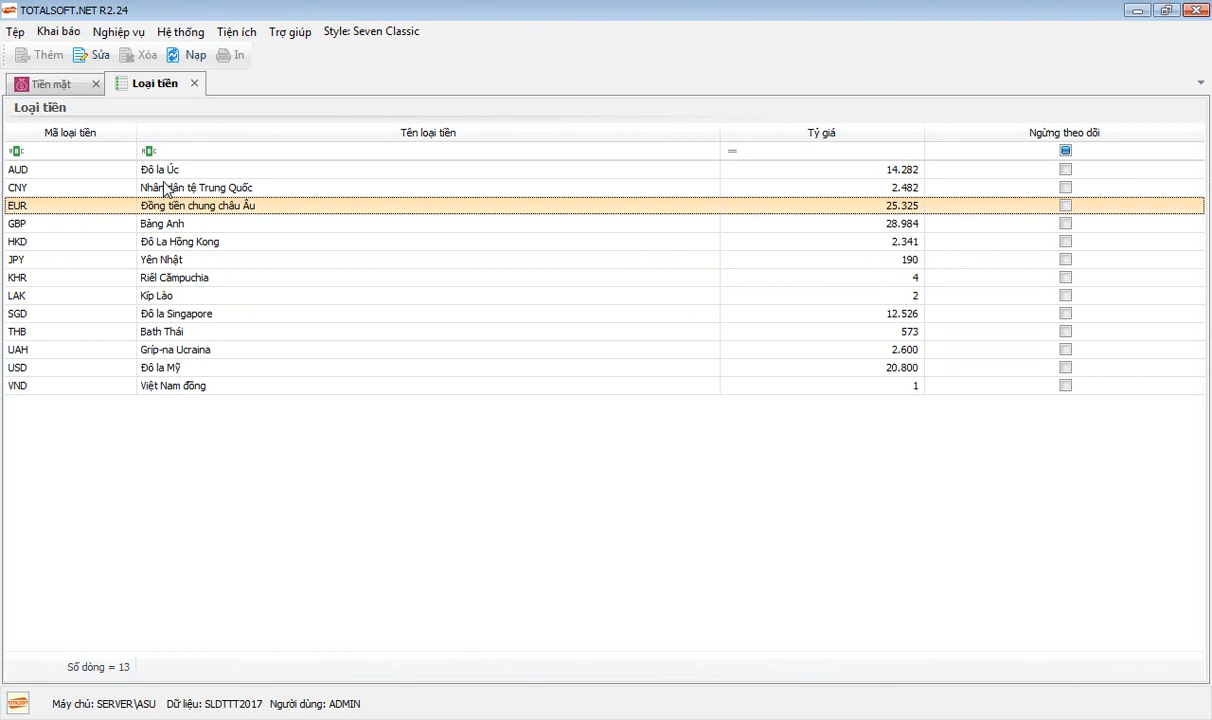 TOTALSOFT.NET R2.24
Tệp Khai báo Nghiệp vụ Hệ thống Tiện ích Trợ giúp Style: Seven Classic
Thêm Sửa Xóa Nạp In
Tiền mặt Loại tiền
Loại tiền
Mã loại tiền Tên loại tiền Tỷ giá Ngừng theo dõi
=
AUD Đô la Úc 14.282
CNY Nhân dân tệ Trung Quốc 2.482
EUR Đồng tiền chung châu Âu 25.325
GBP Bảng Anh 28.984
HKD Đô La Hồng Kong 2.341
JPY Yên Nhật 190
KHR Riêl Cămpuchia 4
LAK Kíp Lào 2
SGD Đô la Singapore 12.526
THB Bath Thái 573
UAH Gríp-na Ucraina 2.600
USD Đô la Mỹ 20.800
VND Việt Nam đồng 1
Số dòng = 13
Máy chủ: SERVER\ASU Dữ liệu: SLDTTT2017 Người dùng: ADMIN